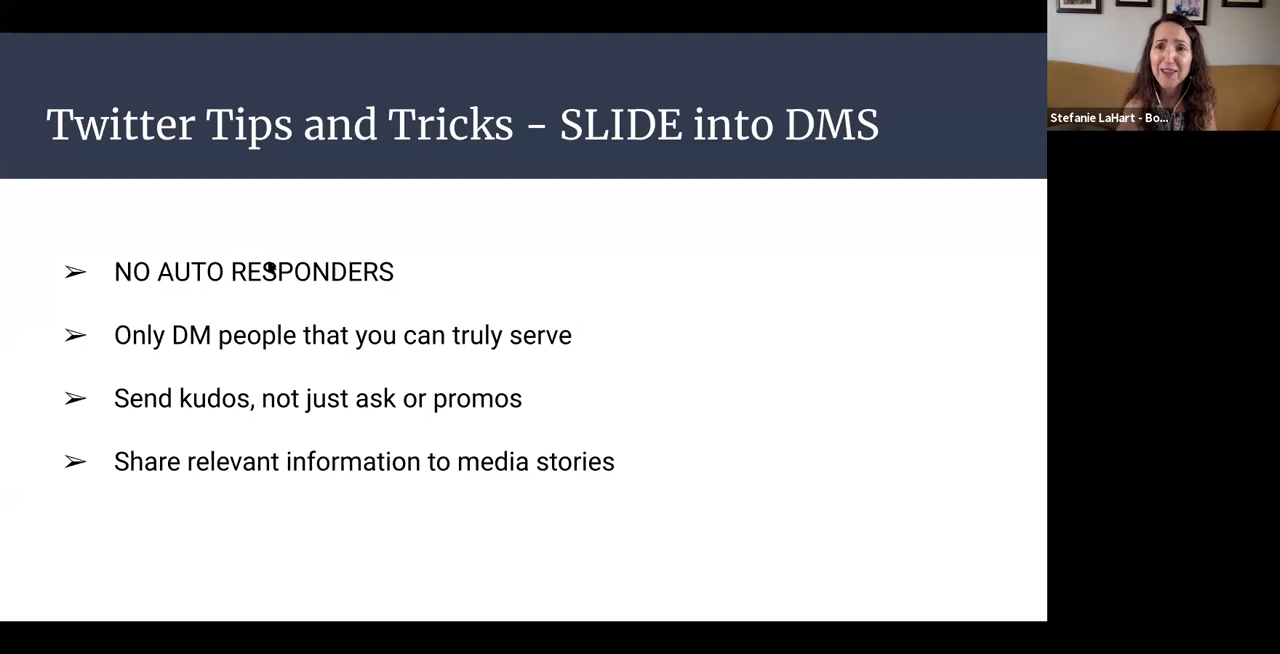 Twitter Tips and Tricks - SLIDE into DMS
➢ NO AUTO RESPONDERS
➢ Only DM people that you can truly serve
➢ Send kudos, not just ask or promos
➢ Share relevant information to media stories
Stefanie LaHart - Bo...